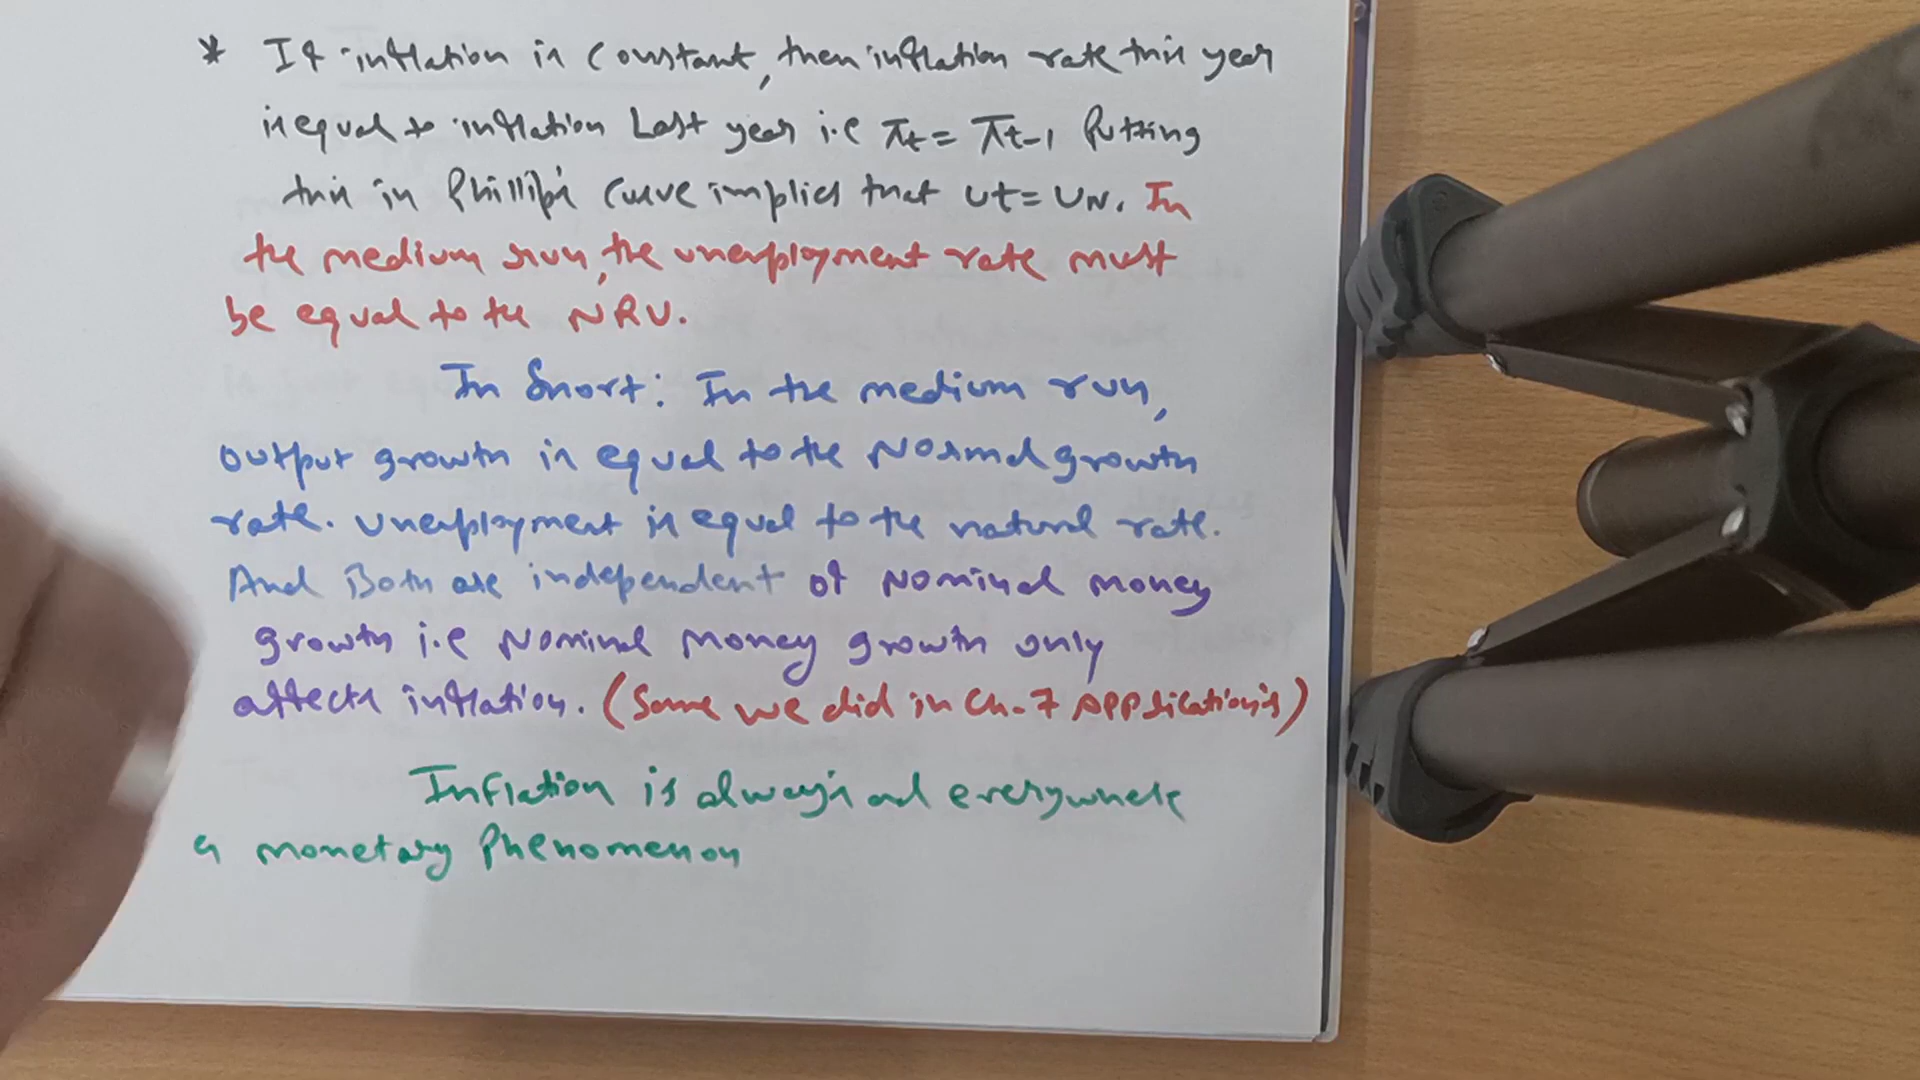 * If inflation is constant, then inflation rate this year
is equal to inflation Last year i.e πt = πt-1 Putting
this in Phillip's Curve implies that Ut = UN. In
the medium run, the unemployment rate must
be equal to the NRU.
In Short: In the medium run,
output growth is equal to the Normal growth
rate. Unemployment is equal to the natural rate.
And Both are independent of Nominal money
growth i.e Nominal Money growth only
affects inflation. (Same we did in Ch-7 Application's)
Inflation is always and everywhere
a monetary Phenomenon